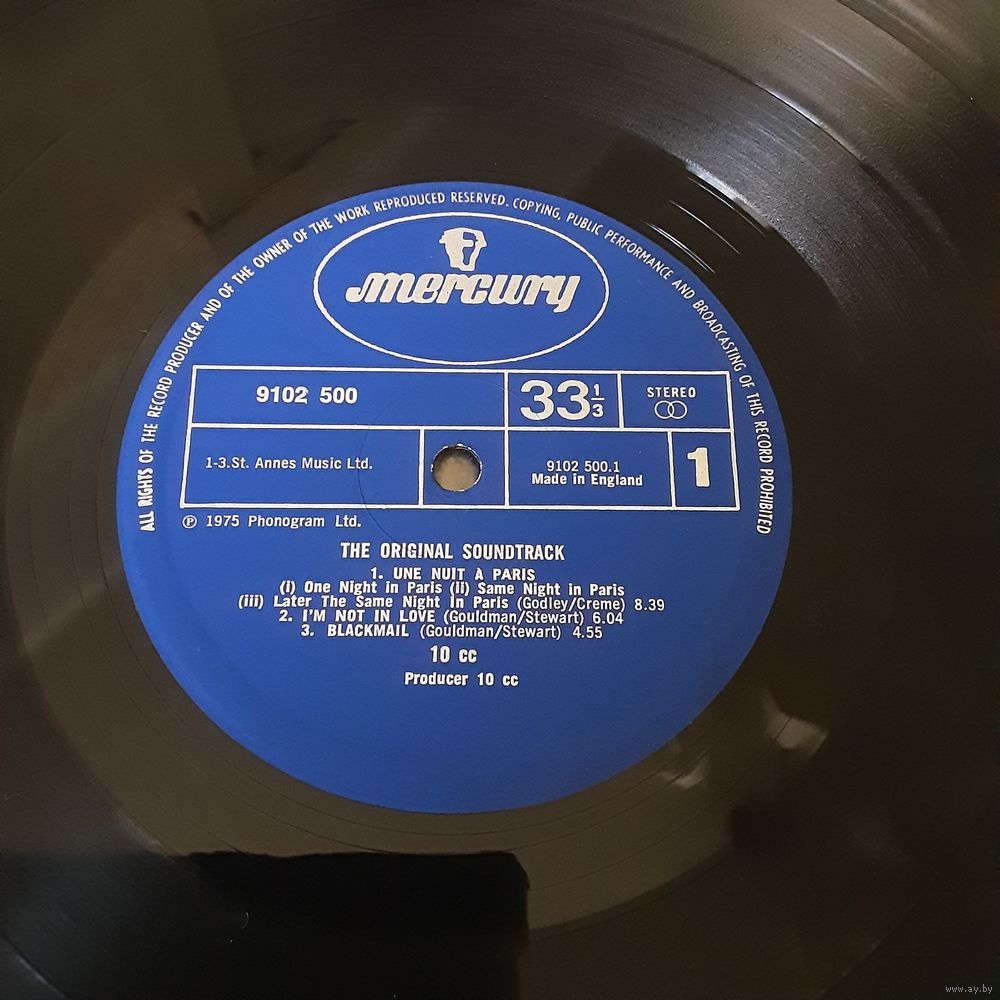 ALL RIGHTS OF THE RECORD PRODUCER AND OF THE OWNER OF THE WORK REPRODUCED RESERVED. COPYING, PUBLIC PERFORMANCE AND BROADCASTING OF THIS RECORD PROHIBITED
mercury
9102 500
33 1/3
STEREO
1-3.St. Annes Music Ltd.
9102 500.1
Made in England
1
Ⓟ 1975 Phonogram Ltd.
THE ORIGINAL SOUNDTRACK
1. UNE NUIT À PARIS
(i) One Night in Paris (ii) Same Night in Paris
(iii) Later The Same Night In Paris (Godley/Creme) 8.39
2. I'M NOT IN LOVE (Gouldman/Stewart) 6.04
3. BLACKMAIL (Gouldman/Stewart) 4.55
10 cc
Producer 10 cc
www.ay.by